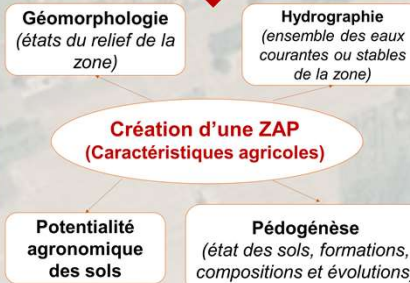 Géomorphologie
(états du relief de la
zone)
Hydrographie
(ensemble des eaux
courantes ou stables
de la zone)
Création d'une ZAP
(Caractéristiques agricoles)
Potentialité
agronomique
des sols
Pédogénèse
(état des sols, formations,
compositions et évolutions)